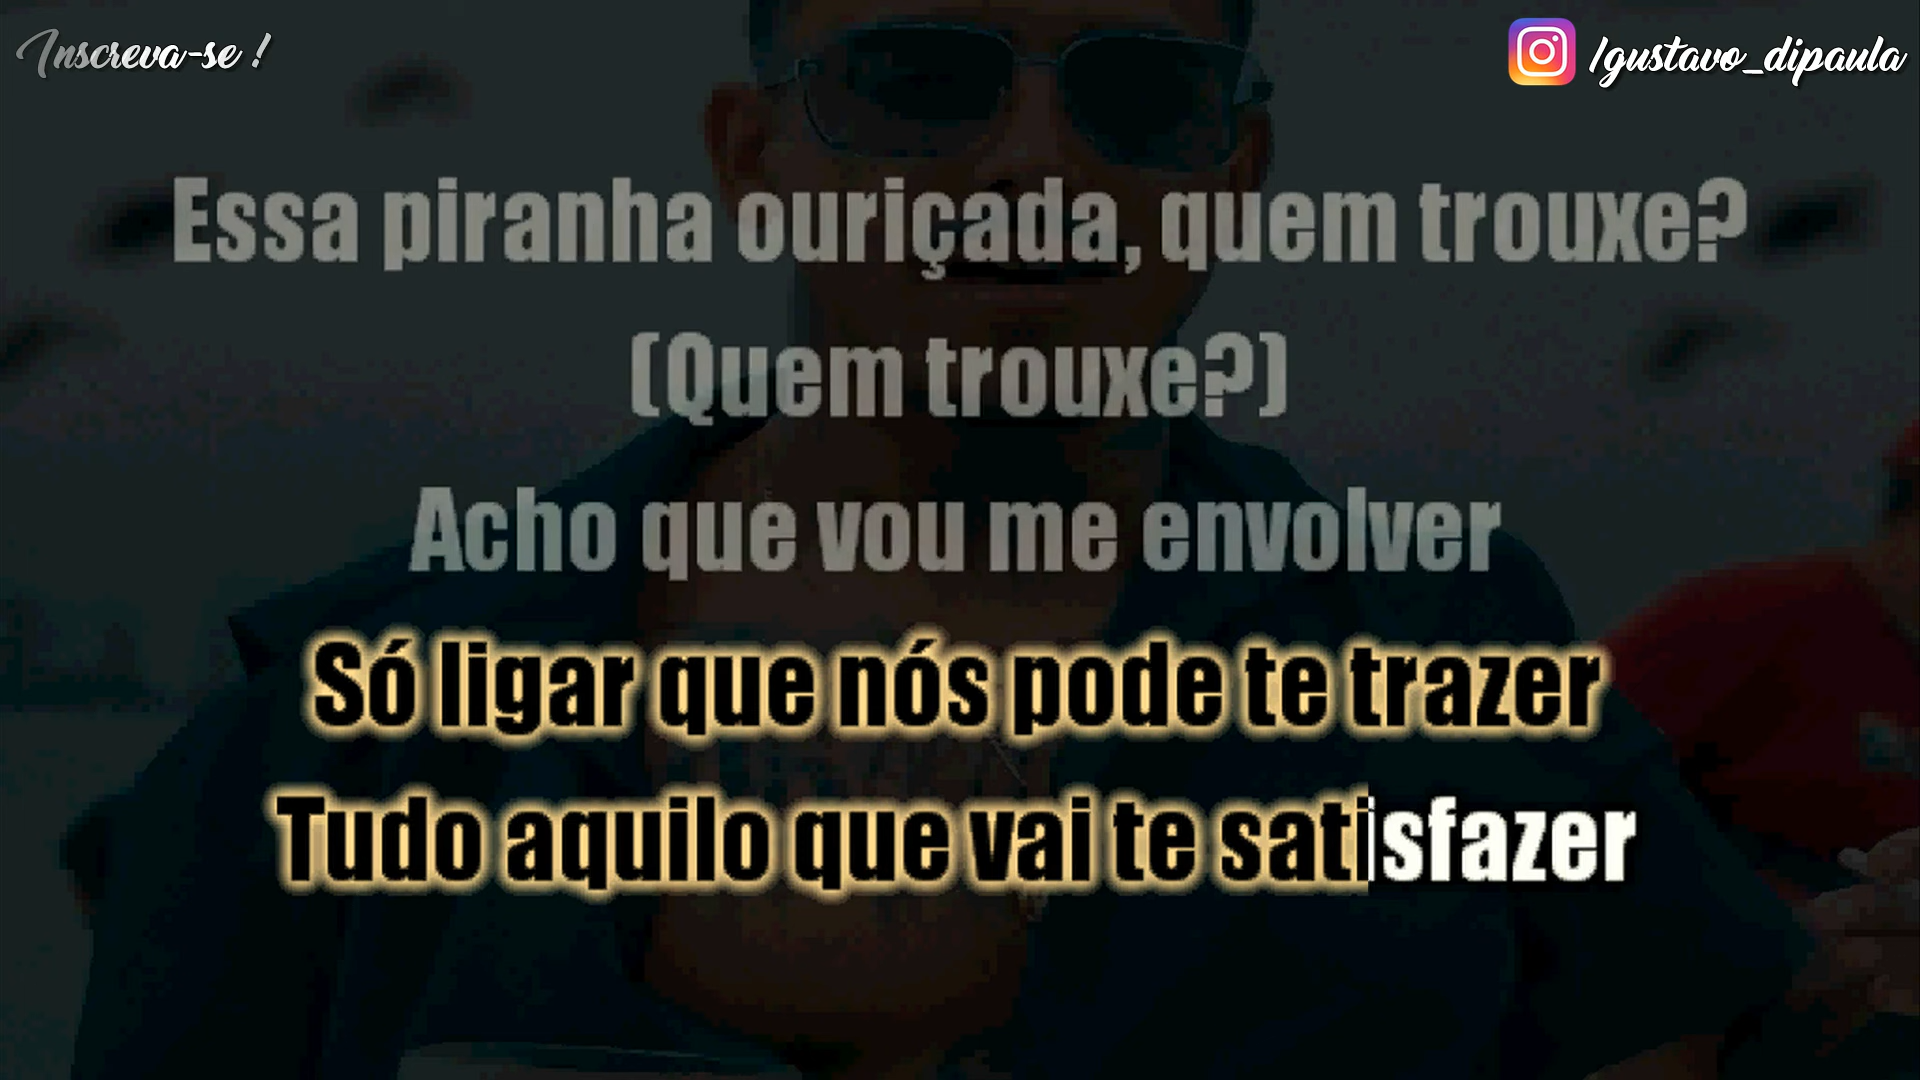 Inscreva-se !
/gustavo_dipaula
Essa piranha ouriçada, quem trouxe?
(Quem trouxe?)
Acho que vou me envolver
Só ligar que nós pode te trazer
Tudo aquilo que vai te satisfazer